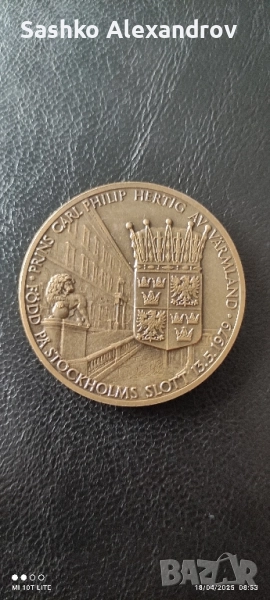 Sashko Alexandrov
PRINS CARL PHILIP HERTIG AV VÄRMLAND ·
FÖDD PÅ STOCKHOLMS SLOTT 13.5.1979 ·
MI 10T LITE
18/04/2025 08:53
BAZAR